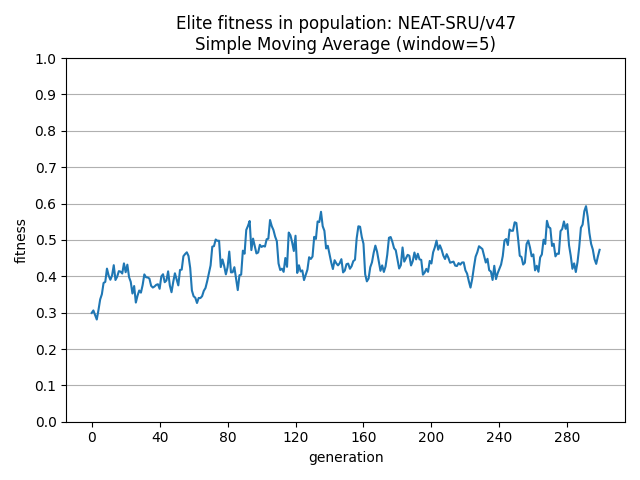 Elite fitness in population: NEAT-SRU/v47
Simple Moving Average (window=5)
1.0
0.9
0.8
0.7
0.6
0.5
0.4
0.3
0.2
0.1
0.0
fitness
0 40 80 120 160 200 240 280
generation